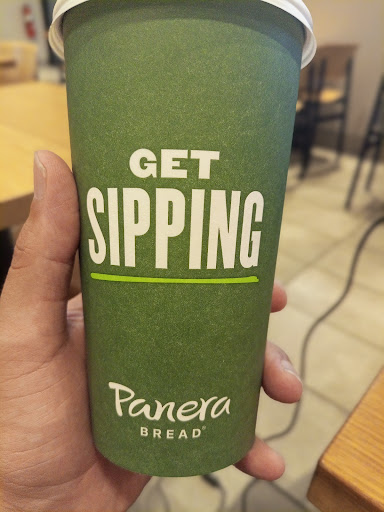 GET
SIPPING
Panera
BREAD®